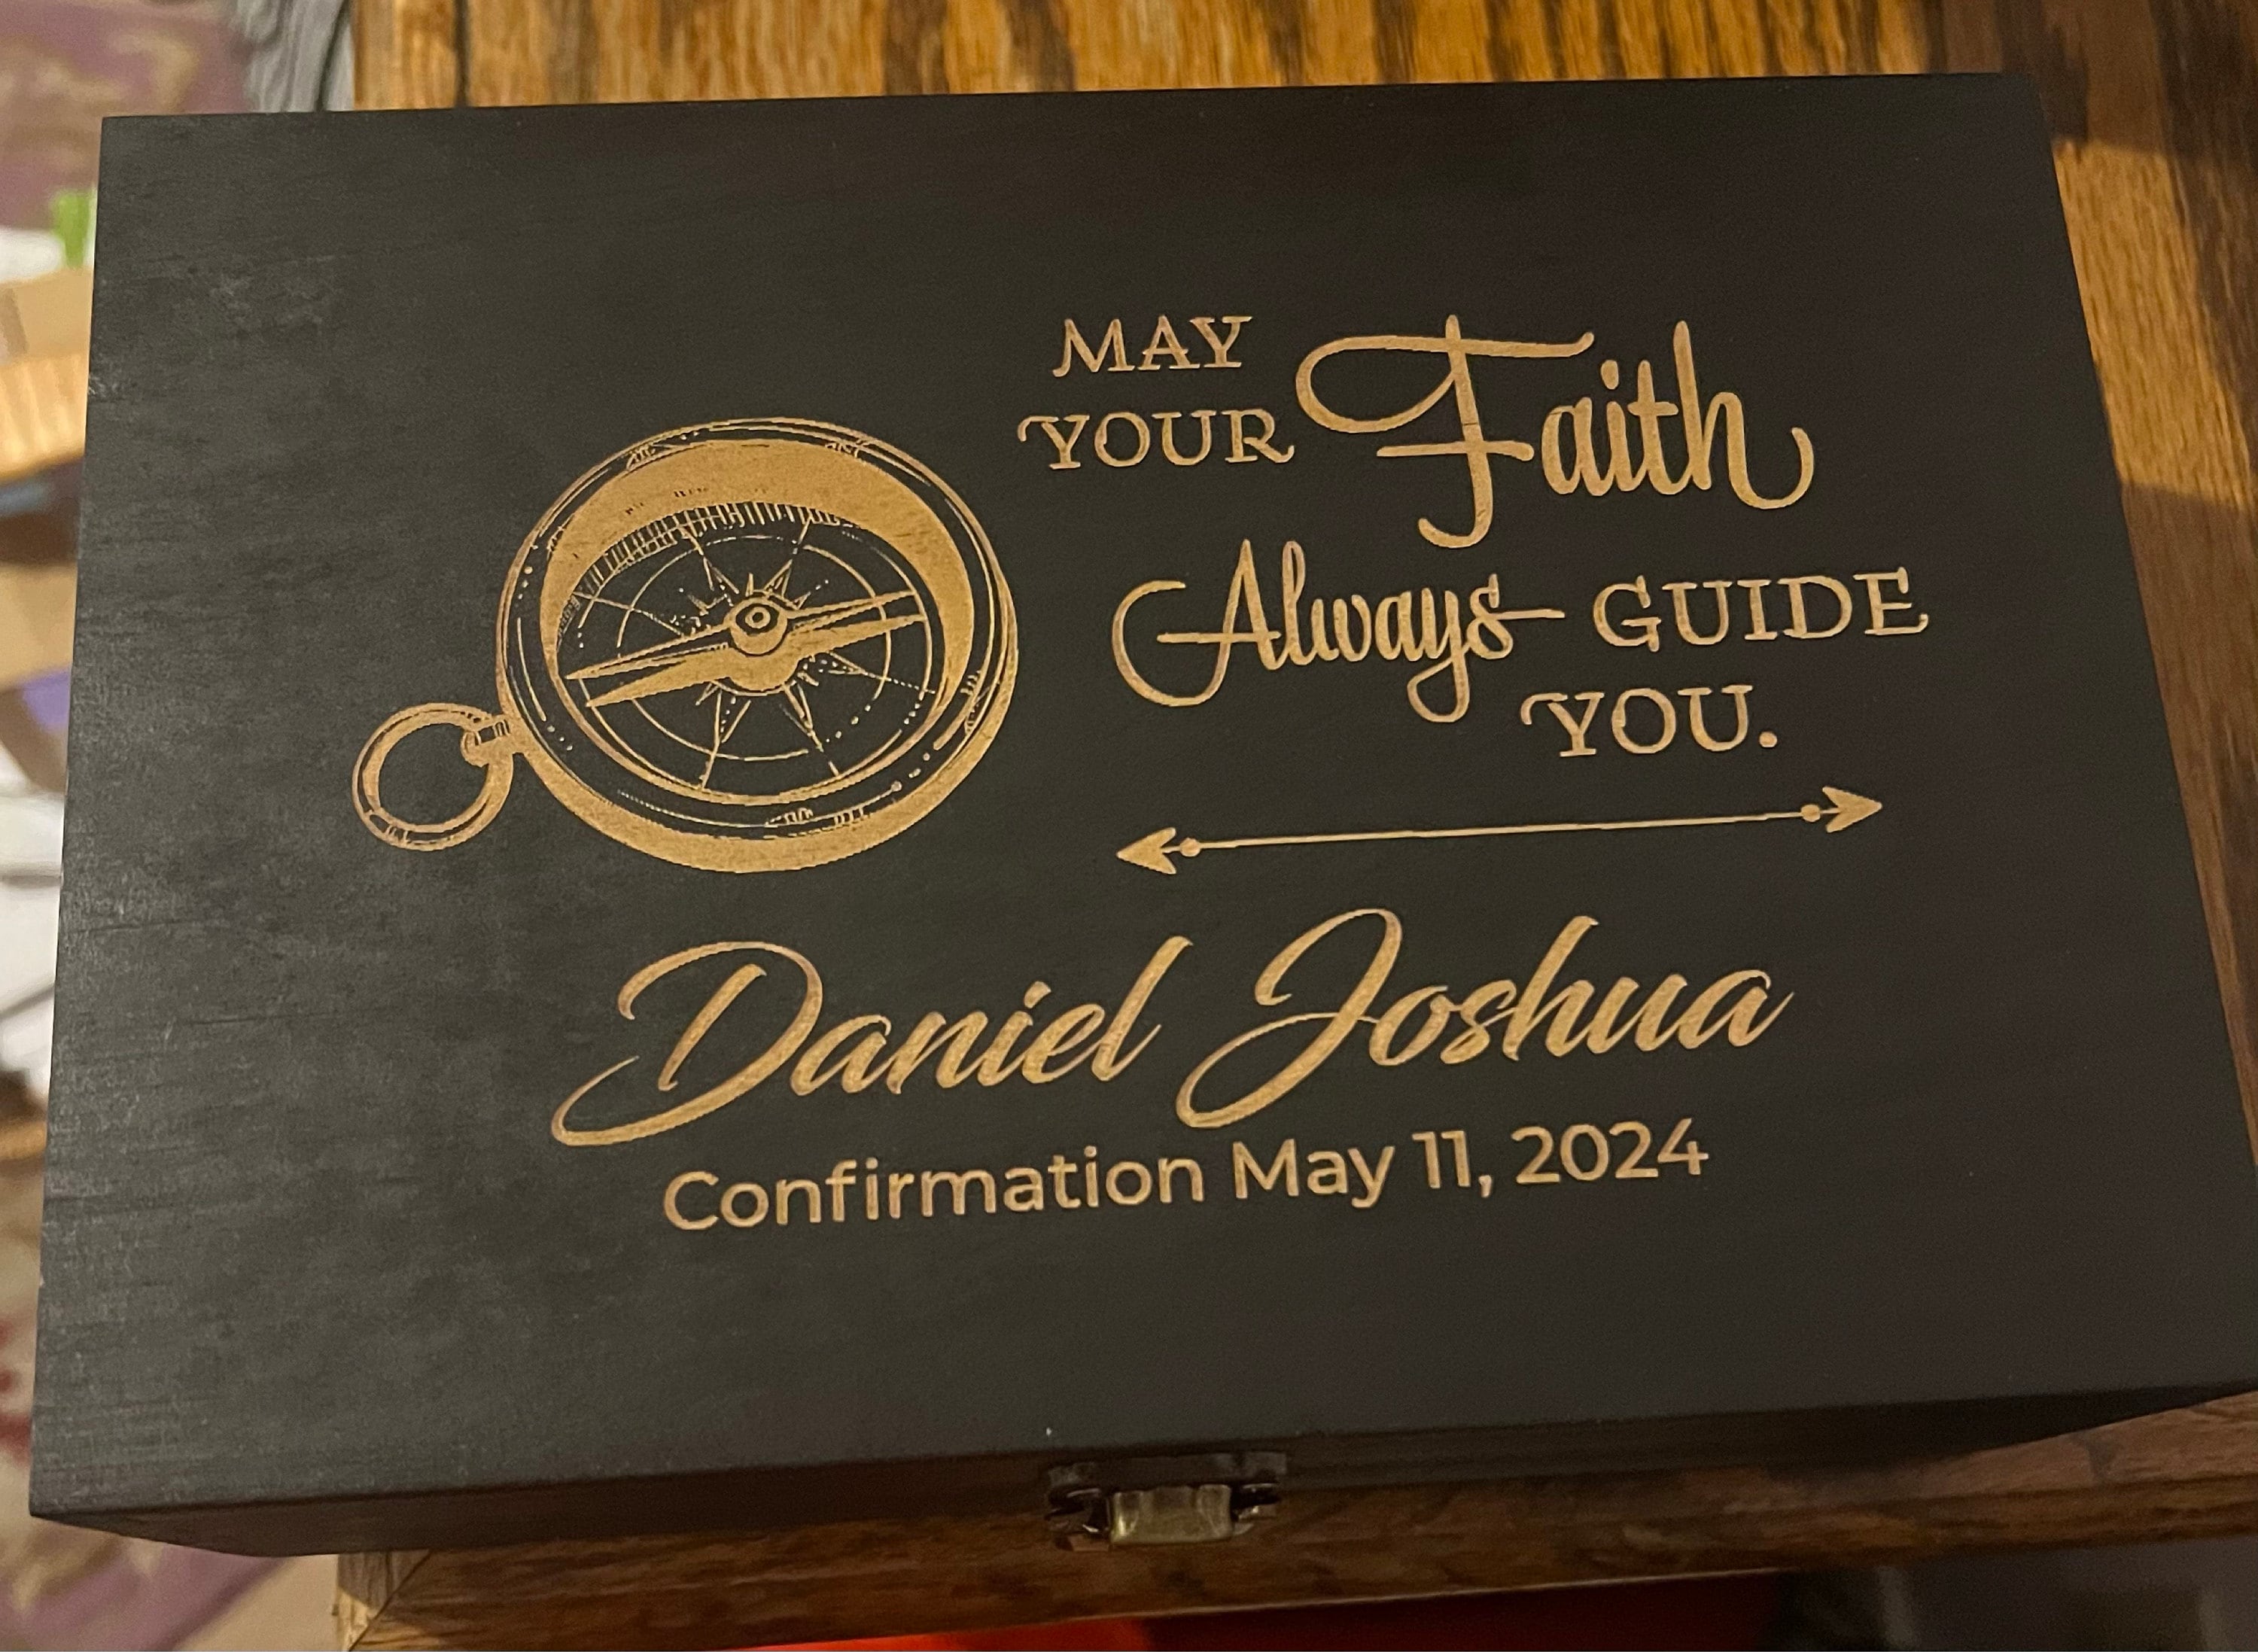 MAY
YOUR Faith
Always GUIDE
YOU.
Daniel Joshua
Confirmation May 11, 2024